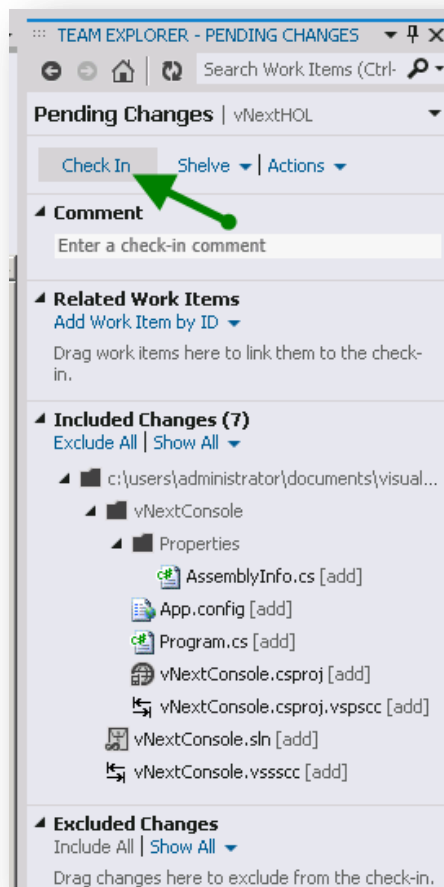 TEAM EXPLORER - PENDING CHANGES
Search Work Items (Ctrl-
Pending Changes | vNextHOL
Check In Shelve | Actions
Comment
Enter a check-in comment
Related Work Items
Add Work Item by ID
Drag work items here to link them to the check-
in.
Included Changes (7)
Exclude All | Show All
c:\users\administrator\documents\visual...
vNextConsole
Properties
AssemblyInfo.cs [add]
App.config [add]
Program.cs [add]
vNextConsole.csproj [add]
vNextConsole.csproj.vspscc [add]
vNextConsole.sln [add]
vNextConsole.vssscc [add]
Excluded Changes
Include All | Show All
Drag changes here to exclude from the check-in.